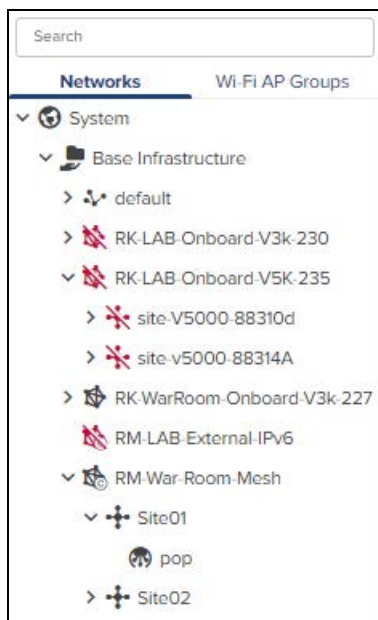 Search
Networks Wi-Fi AP Groups
System
Base Infrastructure
default
RK-LAB-Onboard-V3k-230
RK-LAB-Onboard-V5K-235
site-V5000-88310d
site-v5000-88314A
RK-WarRoom-Onboard-V3k-227
RM-LAB-External-IPv6
RM-War-Room-Mesh
Site01
pop
Site02